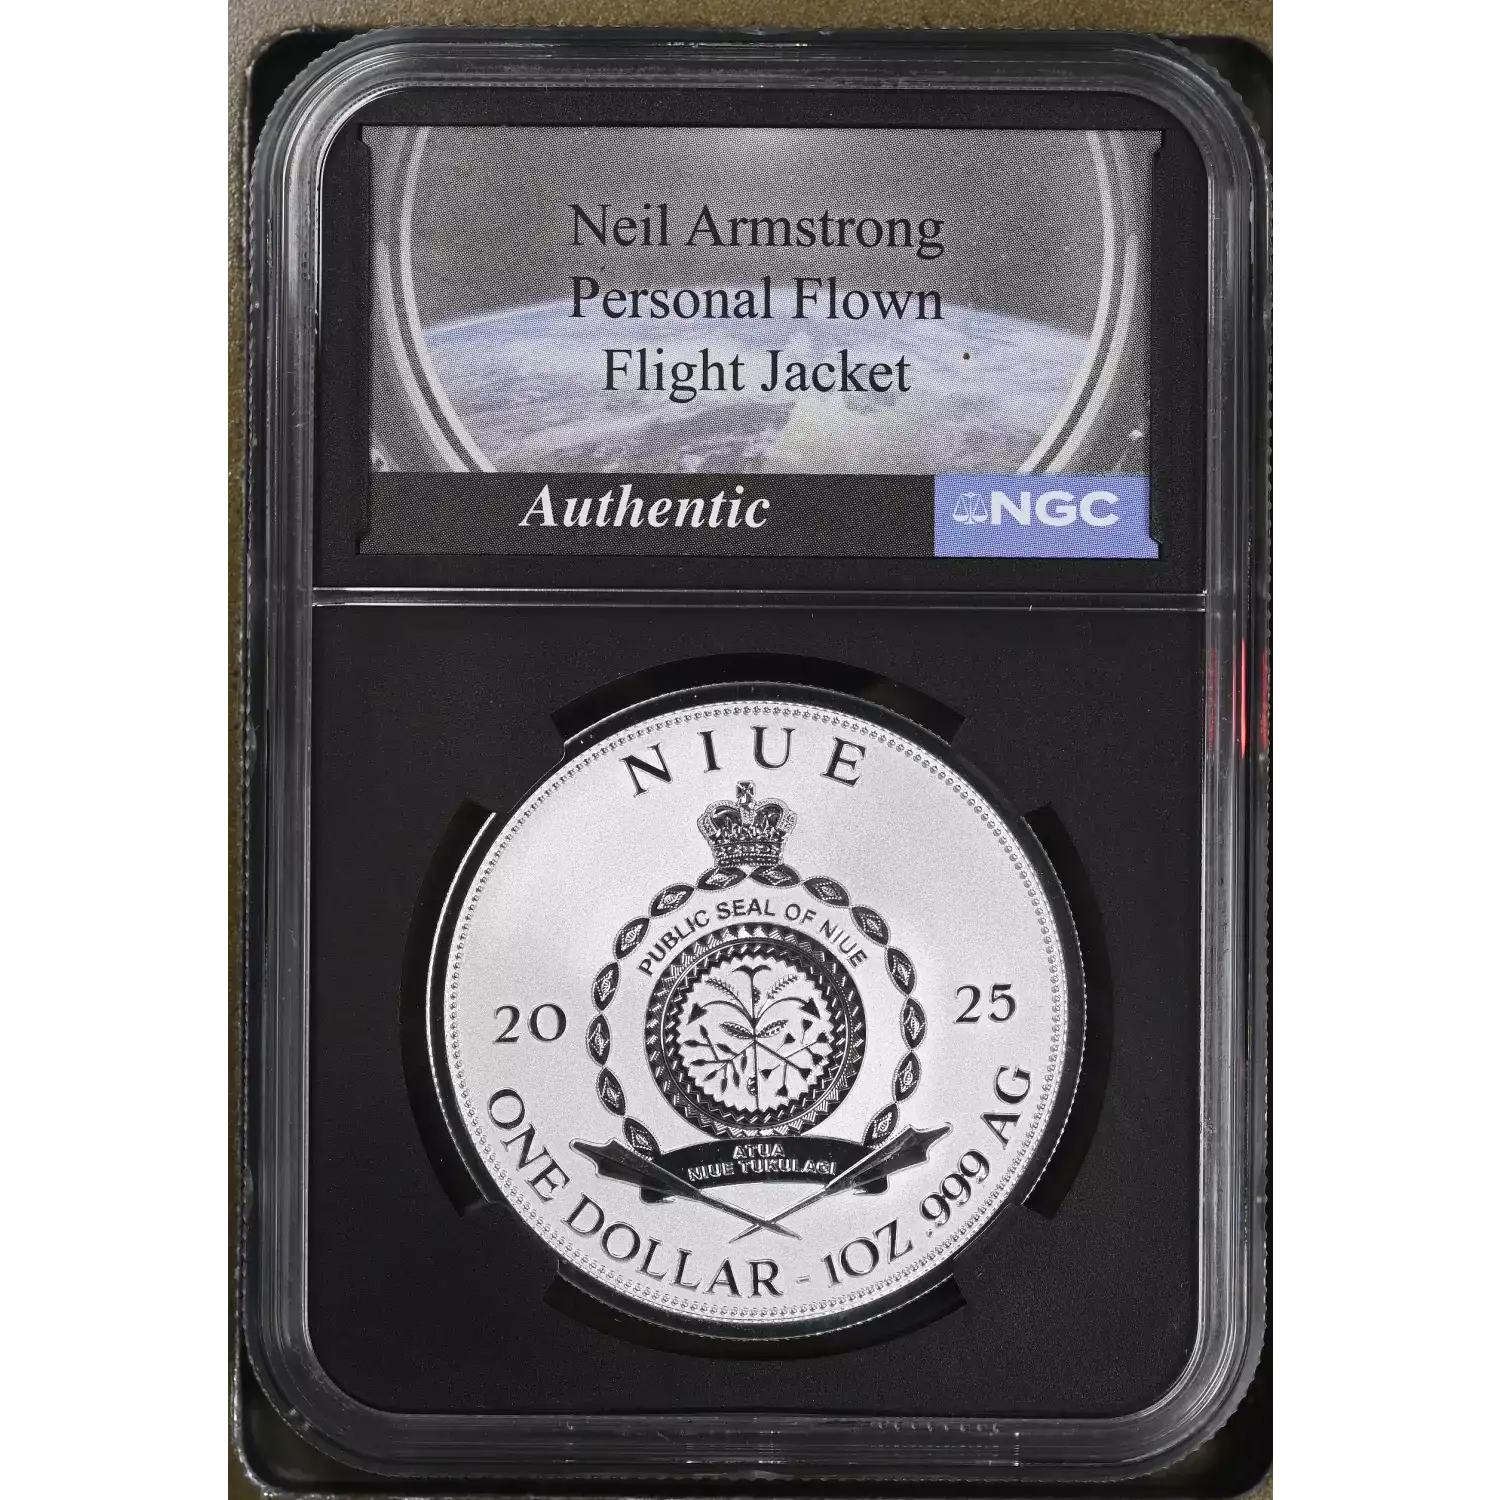 Neil Armstrong
Personal Flown
Flight Jacket
Authentic
NGC
NIUE
PUBLIC SEAL OF NIUE
20 25
ATUA
NIUE TUKULAGI
ONE DOLLAR - 1OZ .999 AG